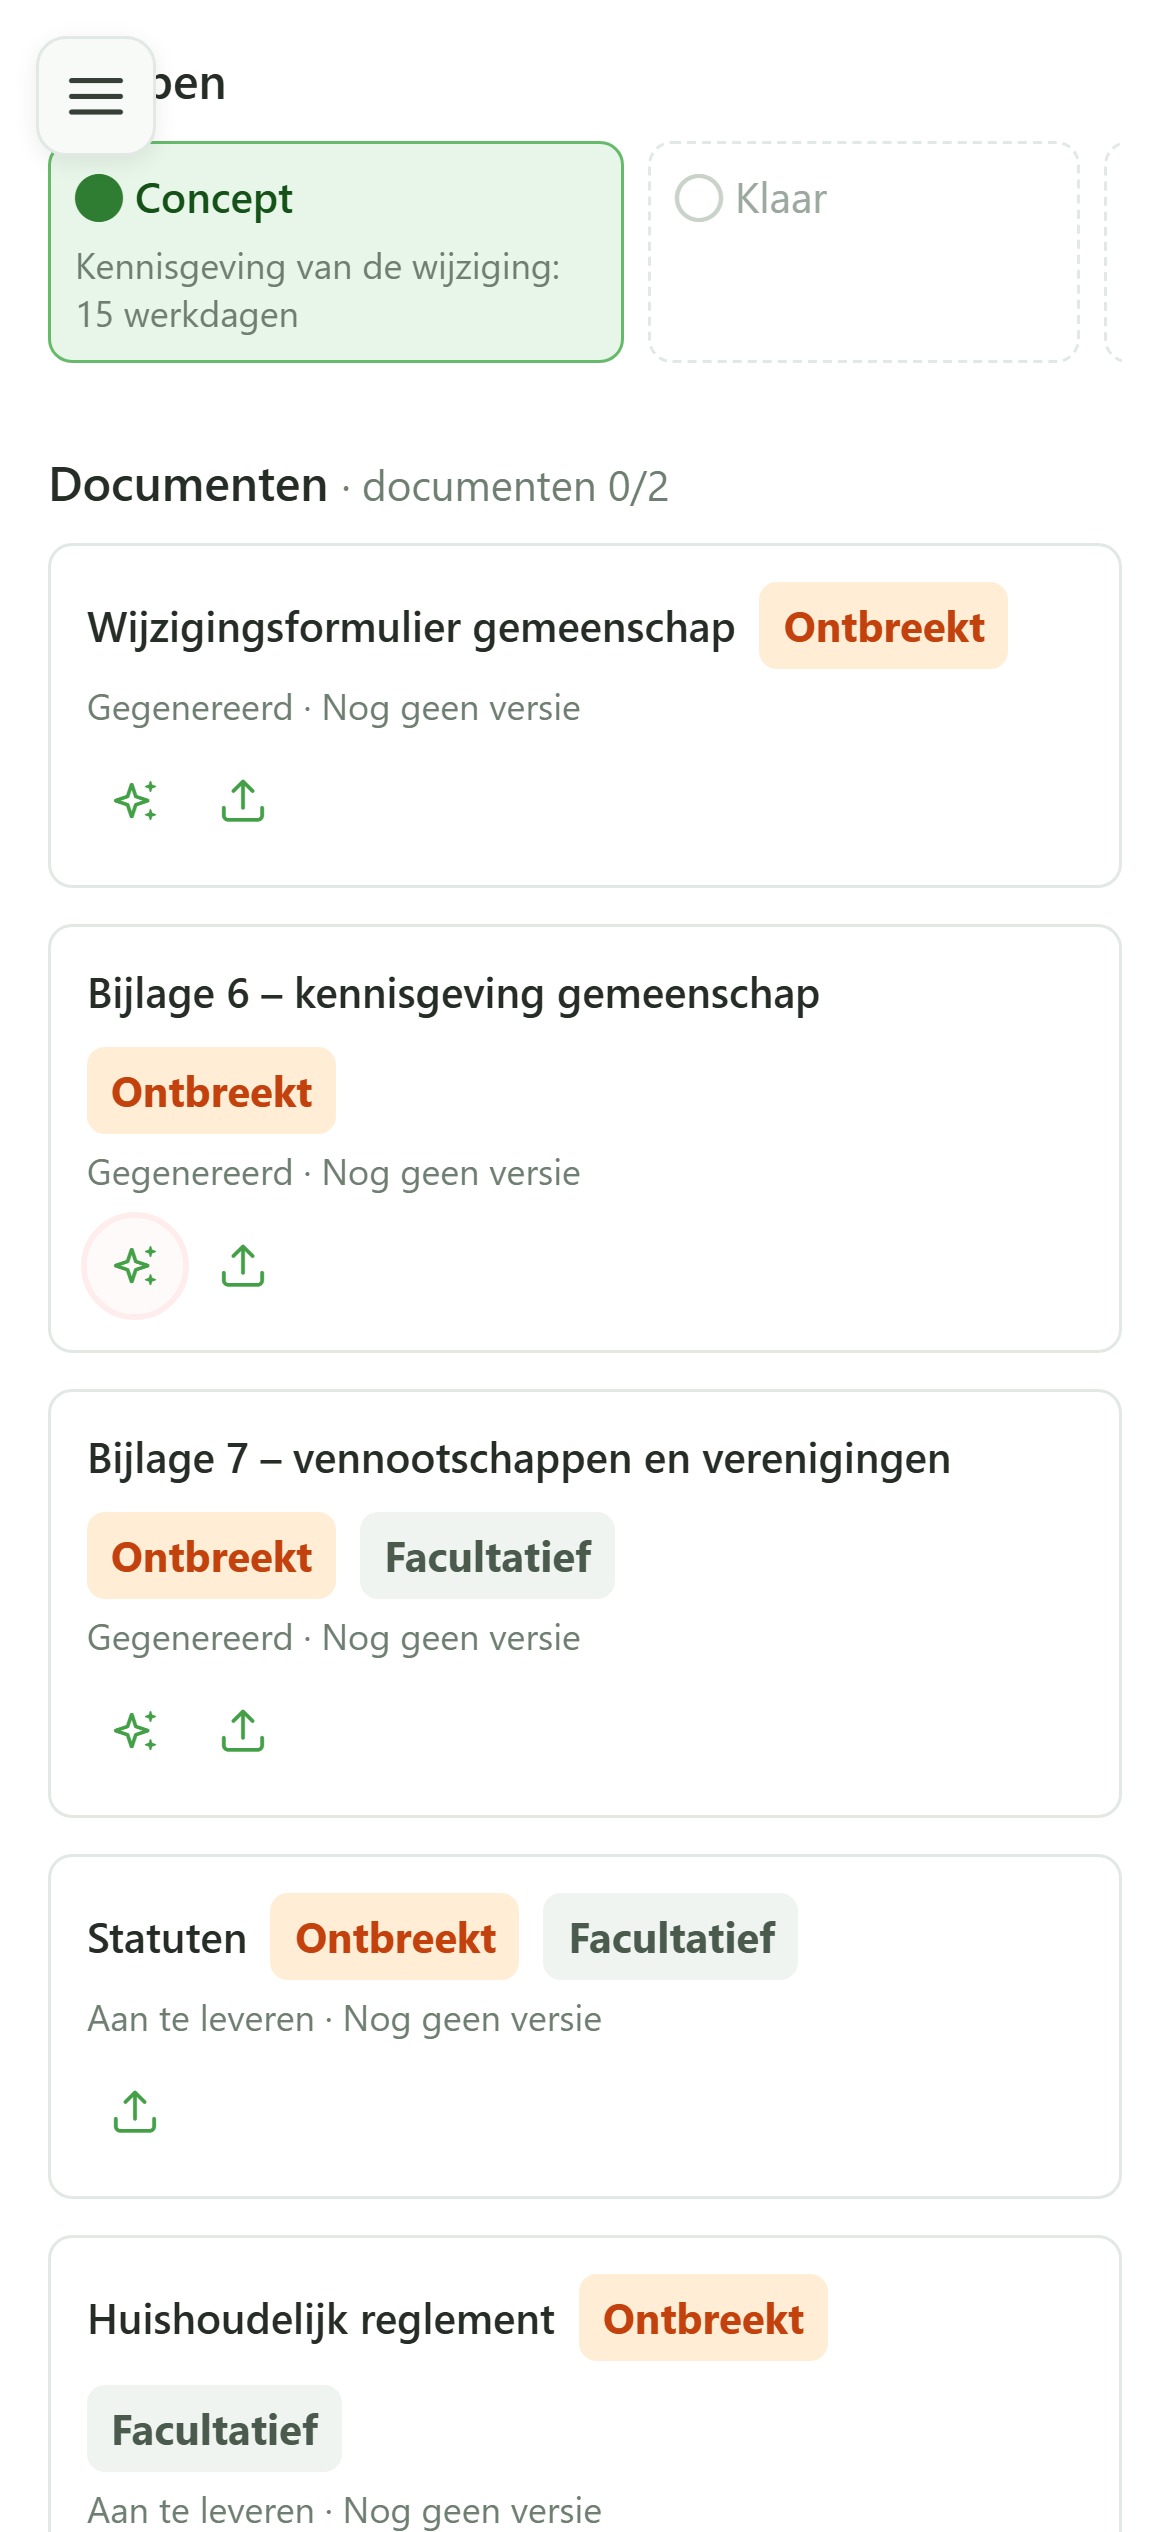 Concept
Klaar
Kennisgeving van de wijziging:
15 werkdagen
Documenten · documenten 0/2
Wijzigingsformulier gemeenschap Ontbreekt
Gegenereerd · Nog geen versie
Bijlage 6 – kennisgeving gemeenschap
Ontbreekt
Gegenereerd · Nog geen versie
Bijlage 7 – vennootschappen en verenigingen
Ontbreekt Facultatief
Gegenereerd · Nog geen versie
Statuten Ontbreekt Facultatief
Aan te leveren · Nog geen versie
Huishoudelijk reglement Ontbreekt
Facultatief
Aan te leveren · Nog geen versie